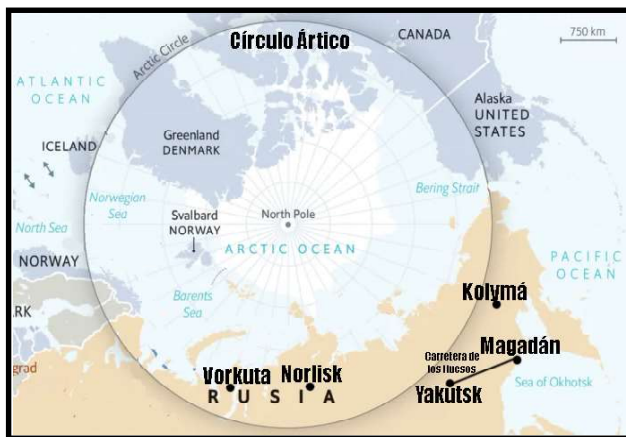 Círculo Ártico
CANADA
750 km
Arctic Circle
ATLANTIC
OCEAN
Alaska
UNITED
STATES
ICELAND
Greenland
DENMARK
Norwegian
Sea
Bering Strait
Svalbard
NORWAY
North Pole
North Sea
ARCTIC OCEAN
PACIFIC
OCEAN
NORWAY
Barents
Sea
Kolymá
RK
Magadán
Carretera de
los Huesos
grad
Vorkuta
Norlisk
Yakutsk
Sea of Okhotsk
RUSIA